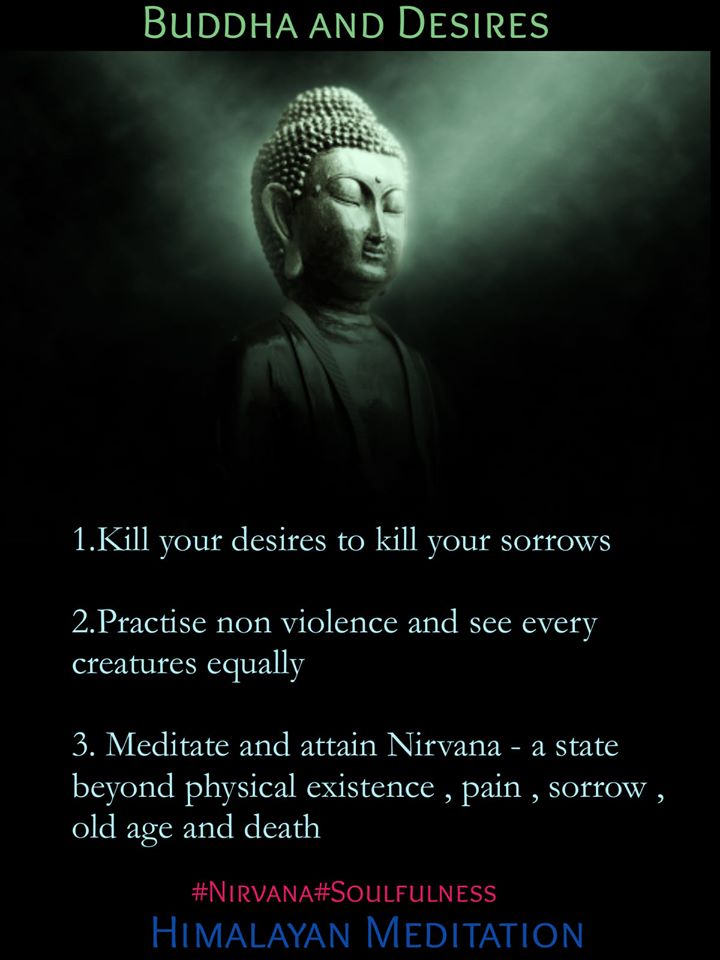 Buddha and Desires
1.Kill your desires to kill your sorrows
2.Practise non violence and see every
creatures equally
3. Meditate and attain Nirvana - a state
beyond physical existence , pain , sorrow ,
old age and death
#Nirvana#Soulfulness
Himalayan Meditation